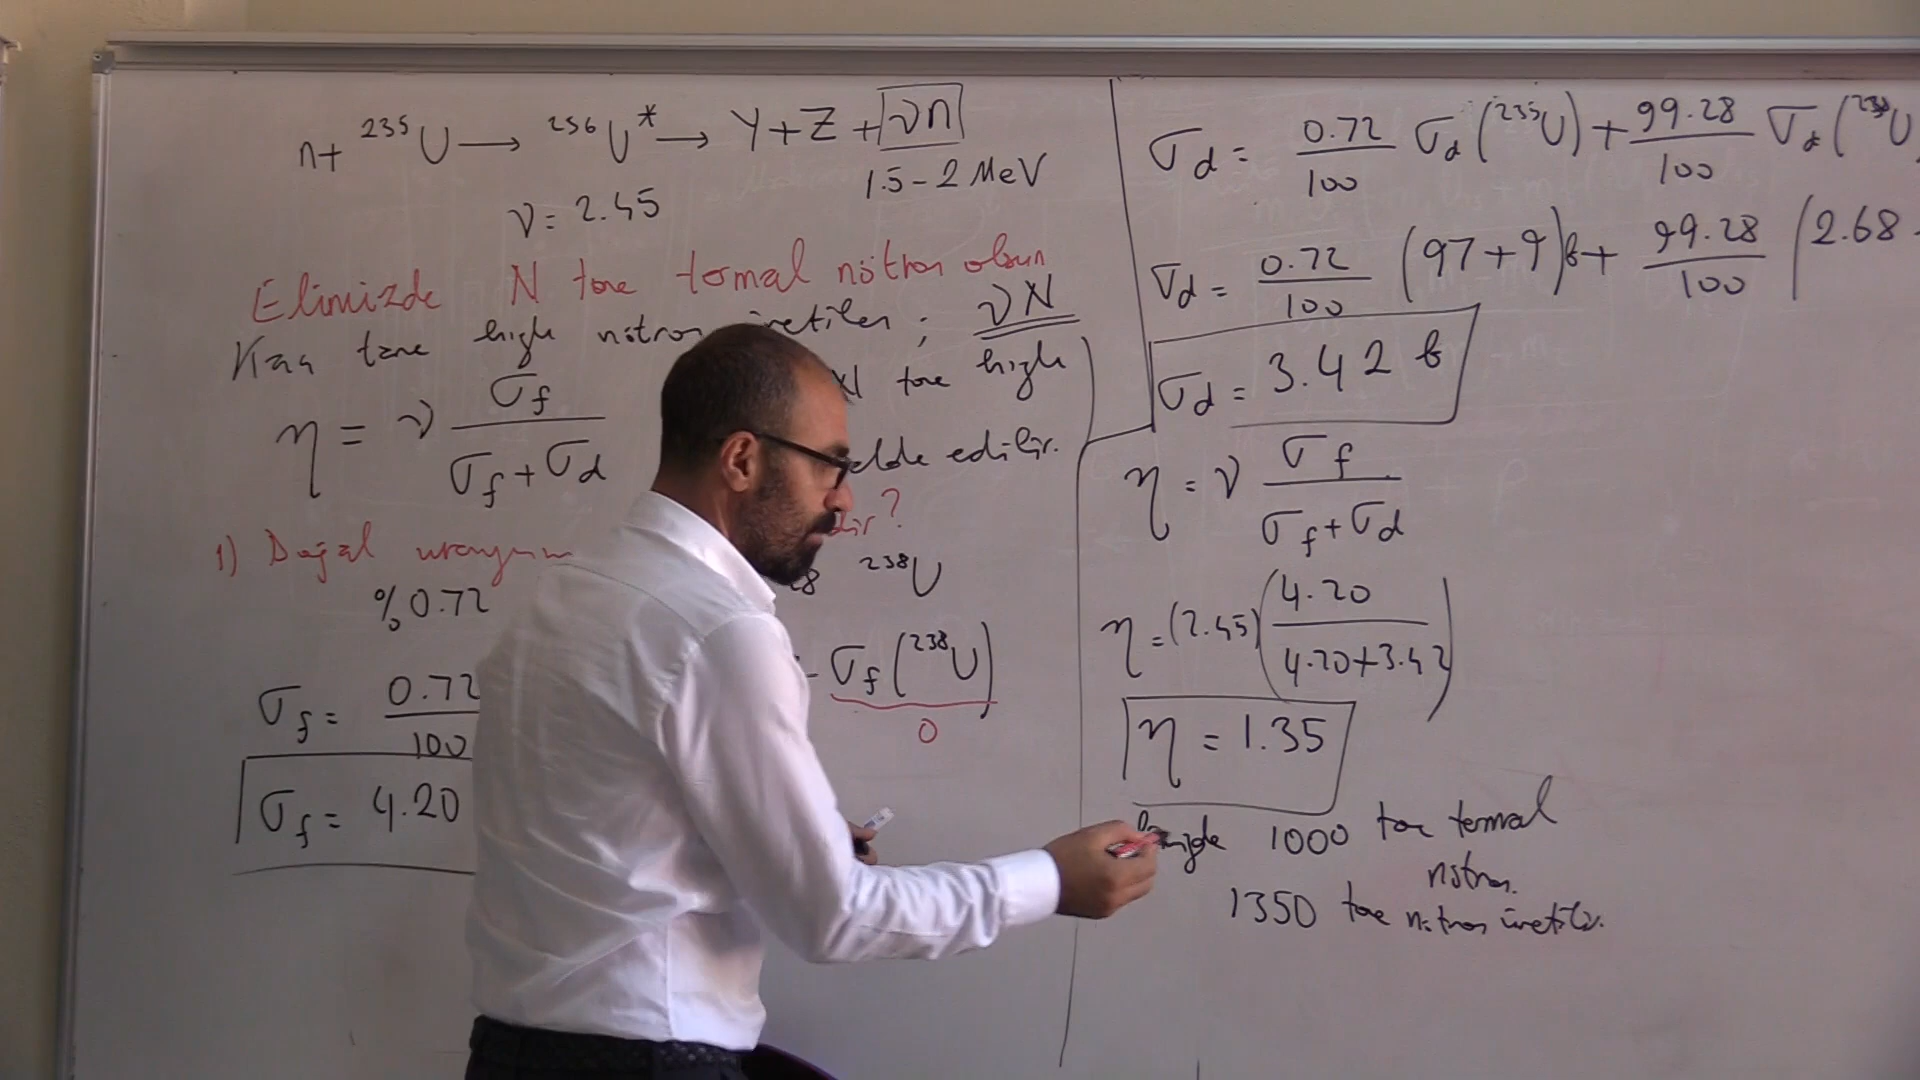 n + ²³⁵U → ²³⁶U* → Y + Z + νn
1.5 - 2 MeV
ν = 2.45
Elimizde N tane termal nötron olsun
Kaç tane hızlı nötron üretilen ; νN
hızlı
N tane
η = ν σf / (σf + σd)
elde edilir.
1) Doğal uranyum ?
%0.72 ²³⁸U
σf = 0.72/100 σf(²³⁸U)
0
σf = 4.20
σd = 0.72/100 σd(²³⁵U) + 99.28/100 σd(²³⁸U
σd = 0.72/100 (97+9)b + 99.28/100 (2.68
σd = 3.42 b
η = ν σf / (σf + σd)
η = (2.45) (4.20 / (4.20+3.42))
η = 1.35
1000 tane termal
nötron.
1350 tane nötron üretilir.